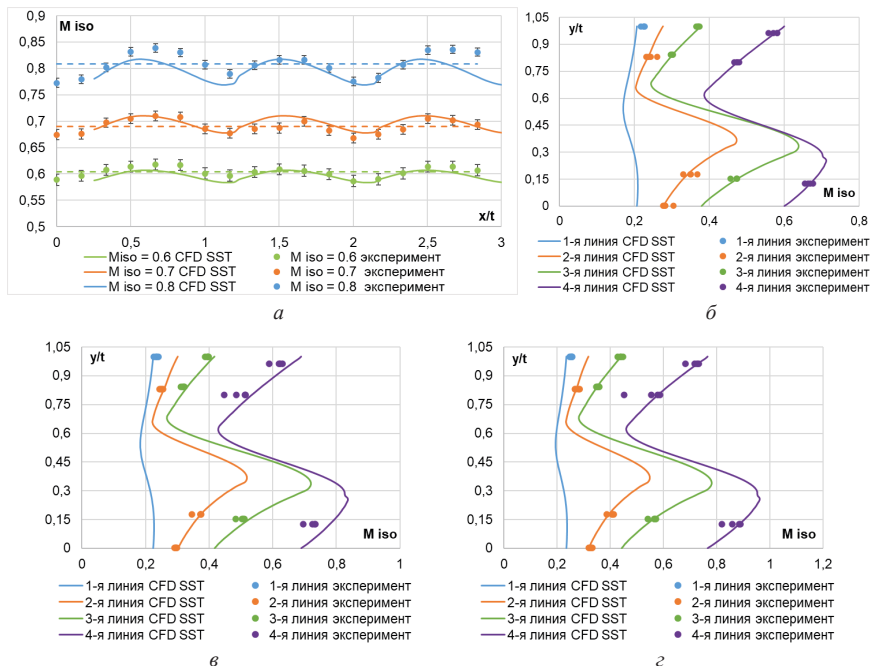 M iso
0,9
0,85
0,8
0,75
0,7
0,65
0,6
0,55
0,5
0 0,5 1 1,5 2 2,5 3
x/t
Miso = 0.6 CFD SST
M iso = 0.6 эксперимент
M iso = 0.7 CFD SST
M iso = 0.7 эксперимент
M iso = 0.8 CFD SST
M iso = 0.8 эксперимент
а
y/t
1,05
0,9
0,75
0,6
0,45
0,3
0,15
0
0 0,2 0,4 0,6 0,8
M iso
1-я линия CFD SST
1-я линия эксперимент
2-я линия CFD SST
2-я линия эксперимент
3-я линия CFD SST
3-я линия эксперимент
4-я линия CFD SST
4-я линия эксперимент
б
y/t
1,05
0,9
0,75
0,6
0,45
0,3
0,15
0
0 0,2 0,4 0,6 0,8 1
M iso
1-я линия CFD SST
1-я линия эксперимент
2-я линия CFD SST
2-я линия эксперимент
3-я линия CFD SST
3-я линия эксперимент
4-я линия CFD SST
4-я линия эксперимент
в
y/t
1,05
0,9
0,75
0,6
0,45
0,3
0,15
0
0 0,2 0,4 0,6 0,8 1 1,2
M iso
1-я линия CFD SST
1-я линия эксперимент
2-я линия CFD SST
2-я линия эксперимент
3-я линия CFD SST
3-я линия эксперимент
4-я линия CFD SST
4-я линия эксперимент
г